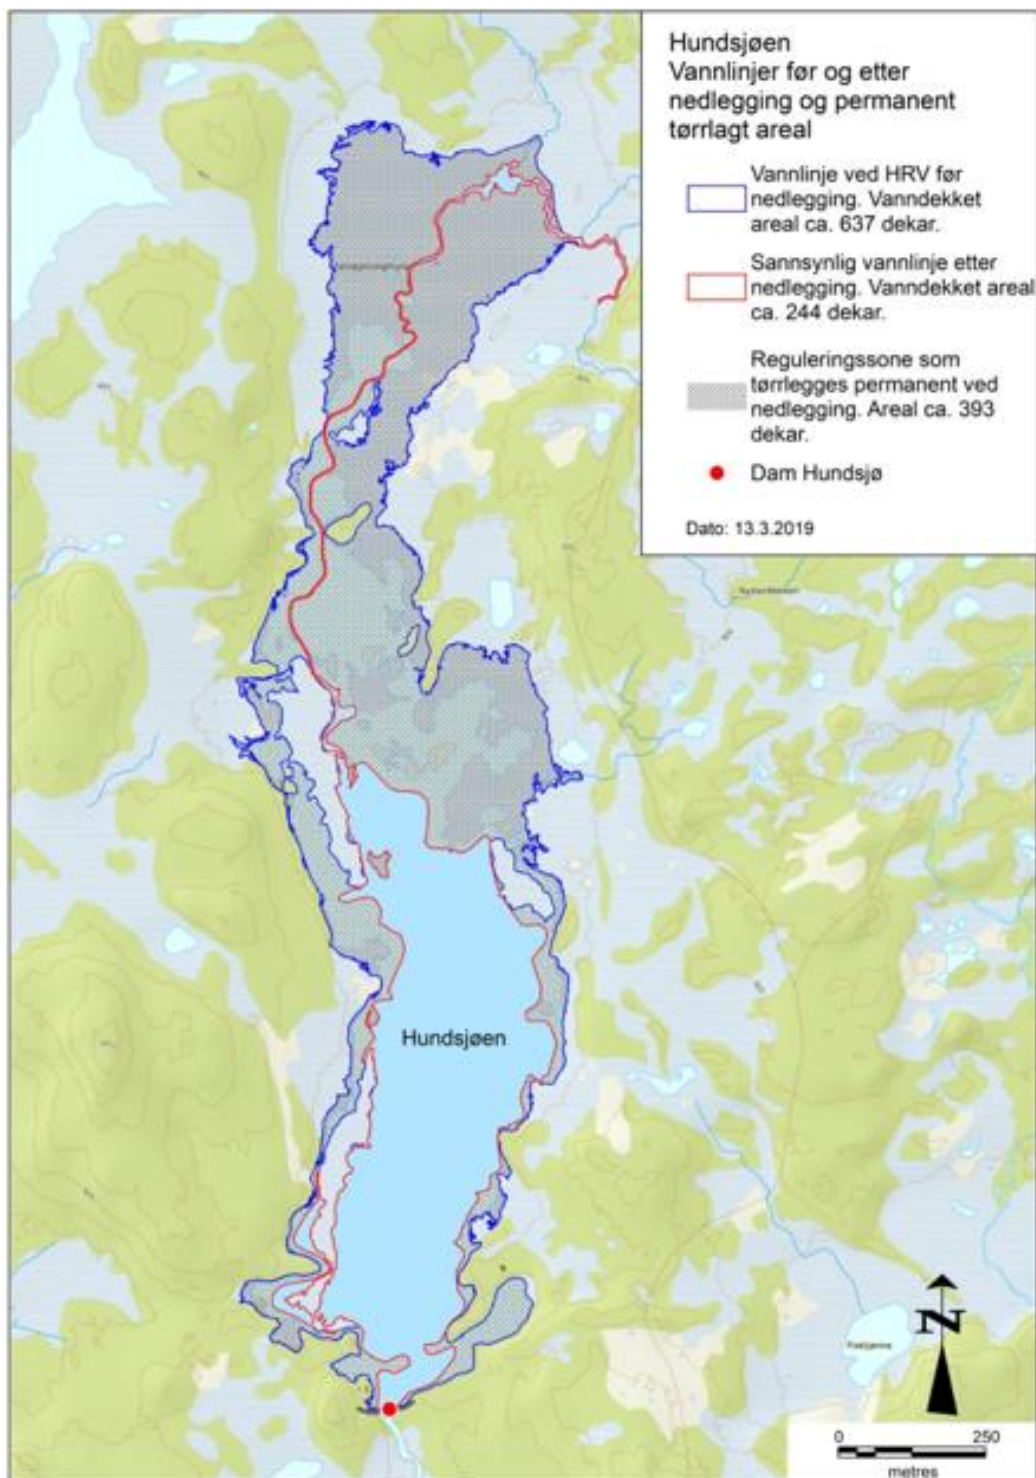 Hundsjøen
Vannlinjer før og etter
nedlegging og permanent
tørrlagt areal
Vannlinje ved HRV før
nedlegging. Vanndekket
areal ca. 637 dekar.
Sannsynlig vannlinje etter
nedlegging. Vanndekket areal
ca. 244 dekar.
Reguleringssone som
tørrlegges permanent ved
nedlegging. Areal ca. 393
dekar.
Dam Hundsjø
Dato: 13.3.2019
Hundsjøen
N
0 250
metres